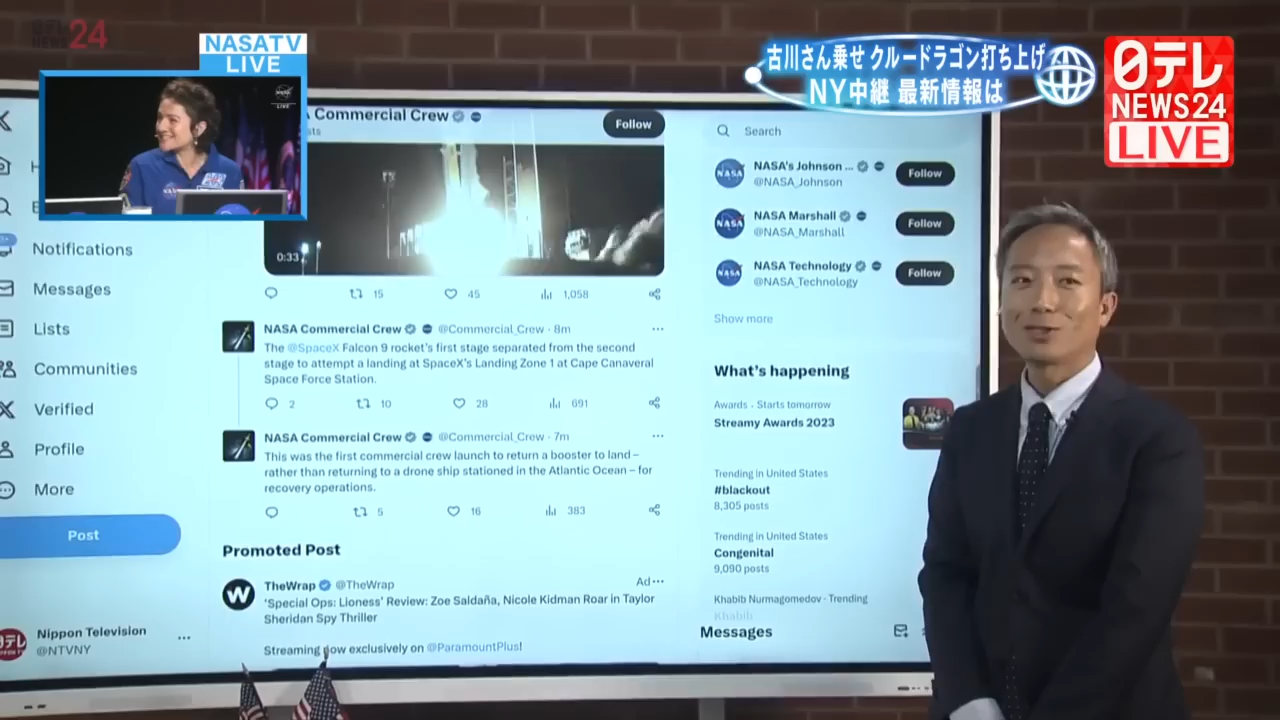 日テレ
NEWS 24
NASATV
LIVE
古川さん乗せ クルードラゴン打ち上げ
NY中継 最新情報は
日テレ
NEWS24
LIVE
NASA
LIVE
Commercial Crew
Follow
0:33
15
45
1,058
Notifications
Messages
Lists
Communities
Verified
Profile
More
Post
Nippon Television
@NTVNY
NASA Commercial Crew @Commercial_Crew · 8m
The @SpaceX Falcon 9 rocket's first stage separated from the second
stage to attempt a landing at SpaceX's Landing Zone 1 at Cape Canaveral
Space Force Station.
2
10
28
691
NASA Commercial Crew @Commercial_Crew · 7m
This was the first commercial crew launch to return a booster to land –
rather than returning to a drone ship stationed in the Atlantic Ocean – for
recovery operations.
5
16
383
Promoted Post
TheWrap @TheWrap
Ad
'Special Ops: Lioness' Review: Zoe Saldaña, Nicole Kidman Roar in Taylor
Sheridan Spy Thriller
Streaming now exclusively on @ParamountPlus!
Search
NASA's Johnson ...
@NASA_Johnson
Follow
NASA Marshall
@NASA_Marshall
Follow
NASA Technology
@NASA_Technology
Follow
Show more
What's happening
Awards · Starts tomorrow
Streamy Awards 2023
Trending in United States
#blackout
8,305 posts
Trending in United States
Congenital
9,090 posts
Khabib Nurmagomedov · Trending
Khabib
Messages